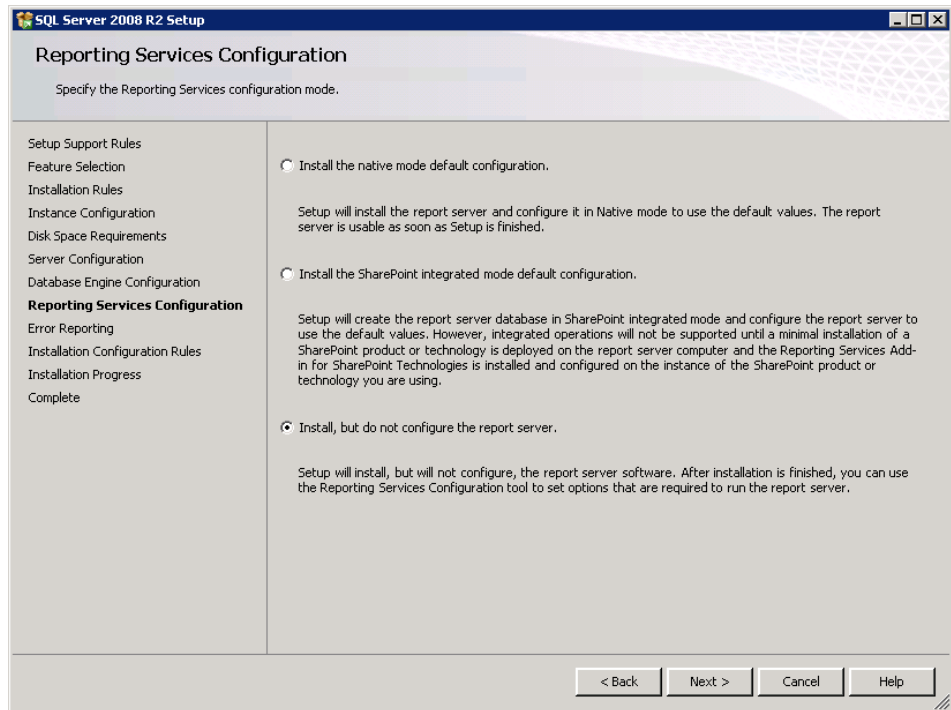 SQL Server 2008 R2 Setup
Reporting Services Configuration
Specify the Reporting Services configuration mode.
Setup Support Rules
Feature Selection
Installation Rules
Instance Configuration
Disk Space Requirements
Server Configuration
Database Engine Configuration
Reporting Services Configuration
Error Reporting
Installation Configuration Rules
Installation Progress
Complete
Install the native mode default configuration.
Setup will install the report server and configure it in Native mode to use the default values. The report
server is usable as soon as Setup is finished.
Install the SharePoint integrated mode default configuration.
Setup will create the report server database in SharePoint integrated mode and configure the report server to
use the default values. However, integrated operations will not be supported until a minimal installation of a
SharePoint product or technology is deployed on the report server computer and the Reporting Services Add-
in for SharePoint Technologies is installed and configured on the instance of the SharePoint product or
technology you are using.
Install, but do not configure the report server.
Setup will install, but will not configure, the report server software. After installation is finished, you can use
the Reporting Services Configuration tool to set options that are required to run the report server.
< Back
Next >
Cancel
Help